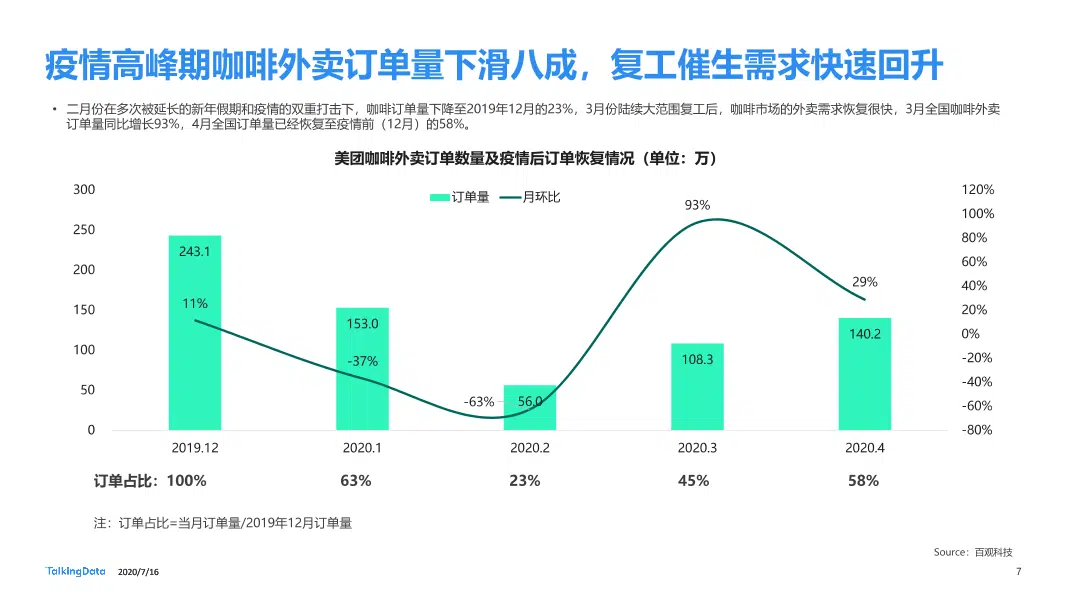 疫情高峰期咖啡外卖订单量下滑八成，复工催生需求快速回升
• 二月份在多次被延长的新年假期和疫情的双重打击下，咖啡订单量下降至2019年12月的23%，3月份陆续大范围复工后，咖啡市场的外卖需求恢复很快，3月全国咖啡外卖
订单量同比增长93%，4月全国订单量已经恢复至疫情前（12月）的58%。
美团咖啡外卖订单数量及疫情后订单恢复情况（单位：万）
订单量 月环比
300
250
200
150
100
50
0
120%
100%
80%
60%
40%
20%
0%
-20%
-40%
-60%
-80%
243.1
153.0
56.0
108.3
140.2
11%
-37%
-63%
93%
29%
2019.12 2020.1 2020.2 2020.3 2020.4
订单占比：100% 63% 23% 45% 58%
注：订单占比=当月订单量/2019年12月订单量
Source：百观科技
TalkingData 2020/7/16 7